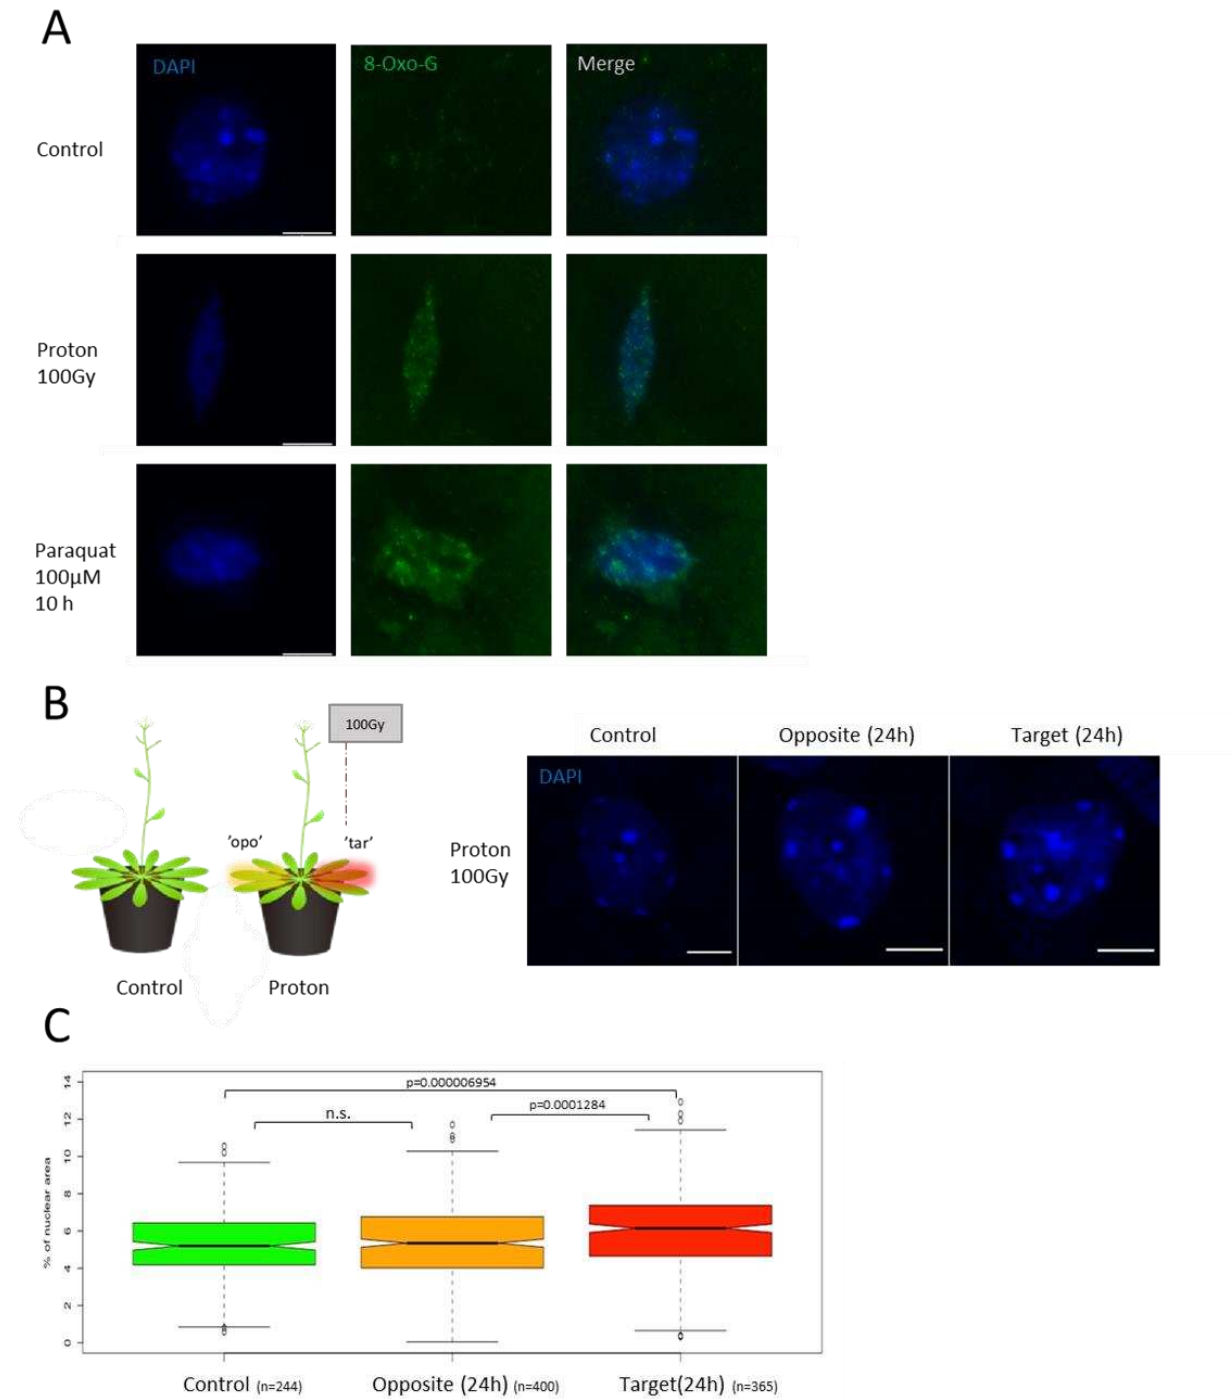 A
DAPI
8-Oxo-G
Merge
Control
Proton
100Gy
Paraquat
100µM
10 h
B
100Gy
'opo'
'tar'
Control
Proton
Control
Opposite (24h)
Target (24h)
DAPI
Proton
100Gy
C
% of nuclear area
14
12
10
8
6
4
2
0
p=0.000006954
n.s.
p=0.0001284
Control (n=244)
Opposite (24h) (n=400)
Target(24h) (n=365)